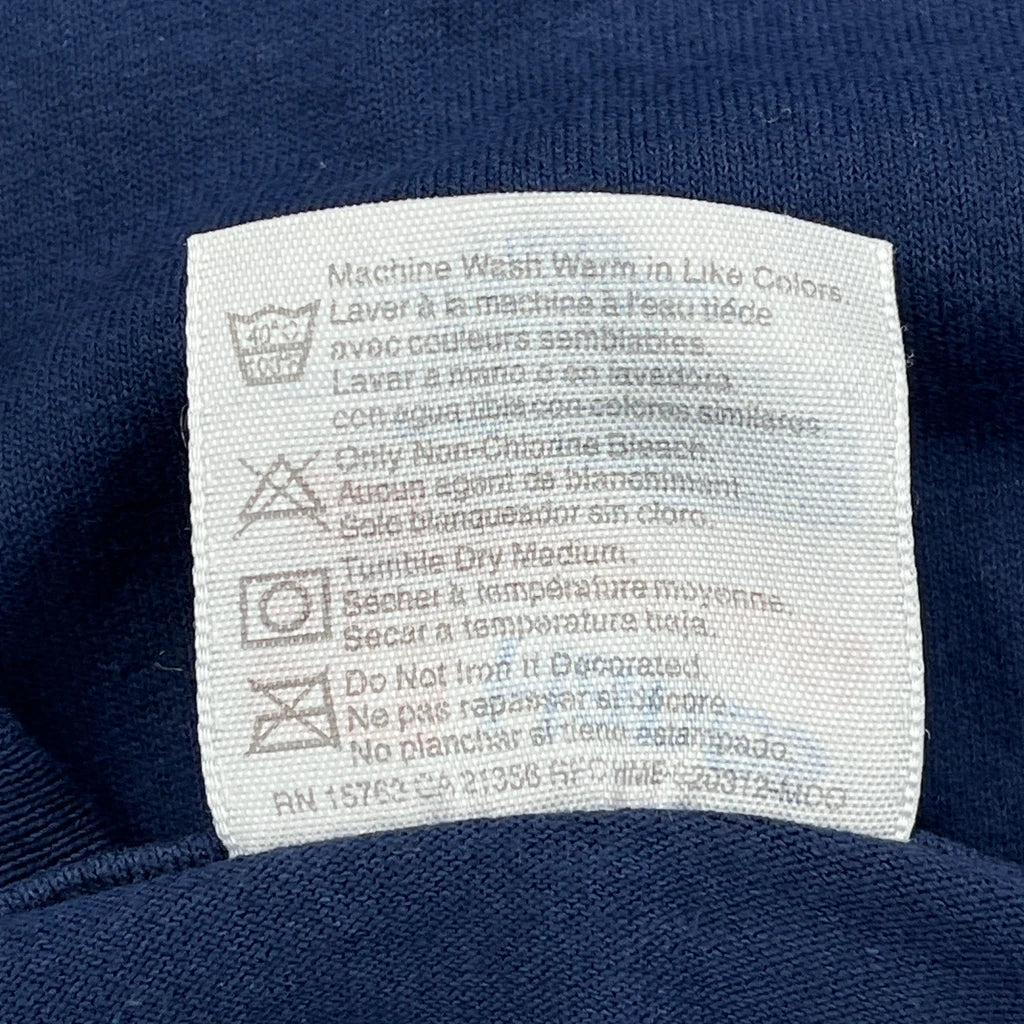 Machine Wash Warm in Like Colors.
Laver à la machine à l'eau tiéde
avec couleurs semblables.
Lavar a mano o en lavadora
con agua tibia con colores similares
40°C
Only Non-Chlorine Bleach
Aucun agent de blanchiment
Solo blanqueador sin cloro.
Tumble Dry Medium.
Sécher à température moyenne.
Secar a temperatura baja.
Do Not Iron if Decorated
Ne pas repasser si décoré.
No planchar si tiene estampado.
RN 15763 CA 21356